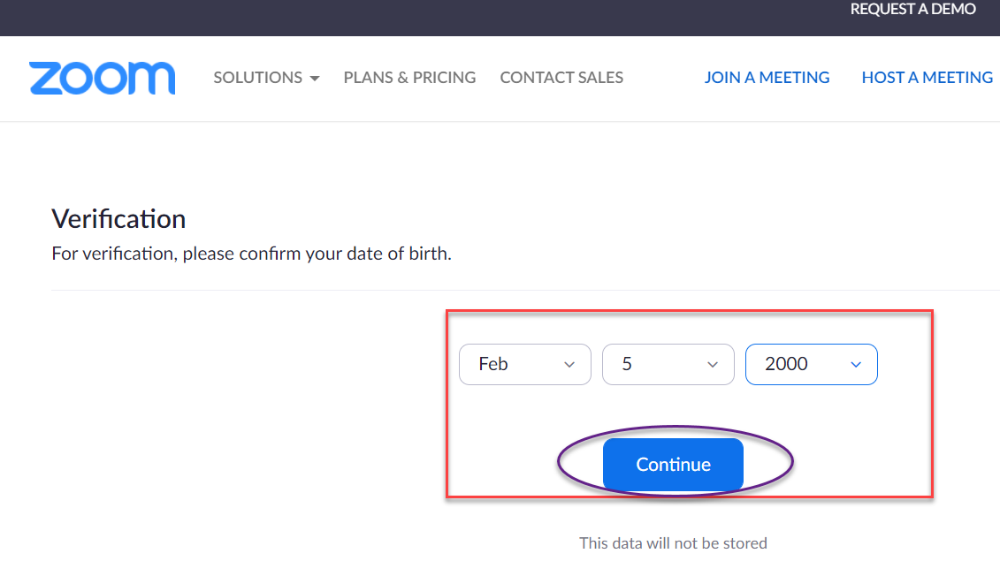 REQUEST A DEMO
zoom SOLUTIONS PLANS & PRICING CONTACT SALES JOIN A MEETING HOST A MEETING
Verification
For verification, please confirm your date of birth.
Feb 5 2000
Continue
This data will not be stored